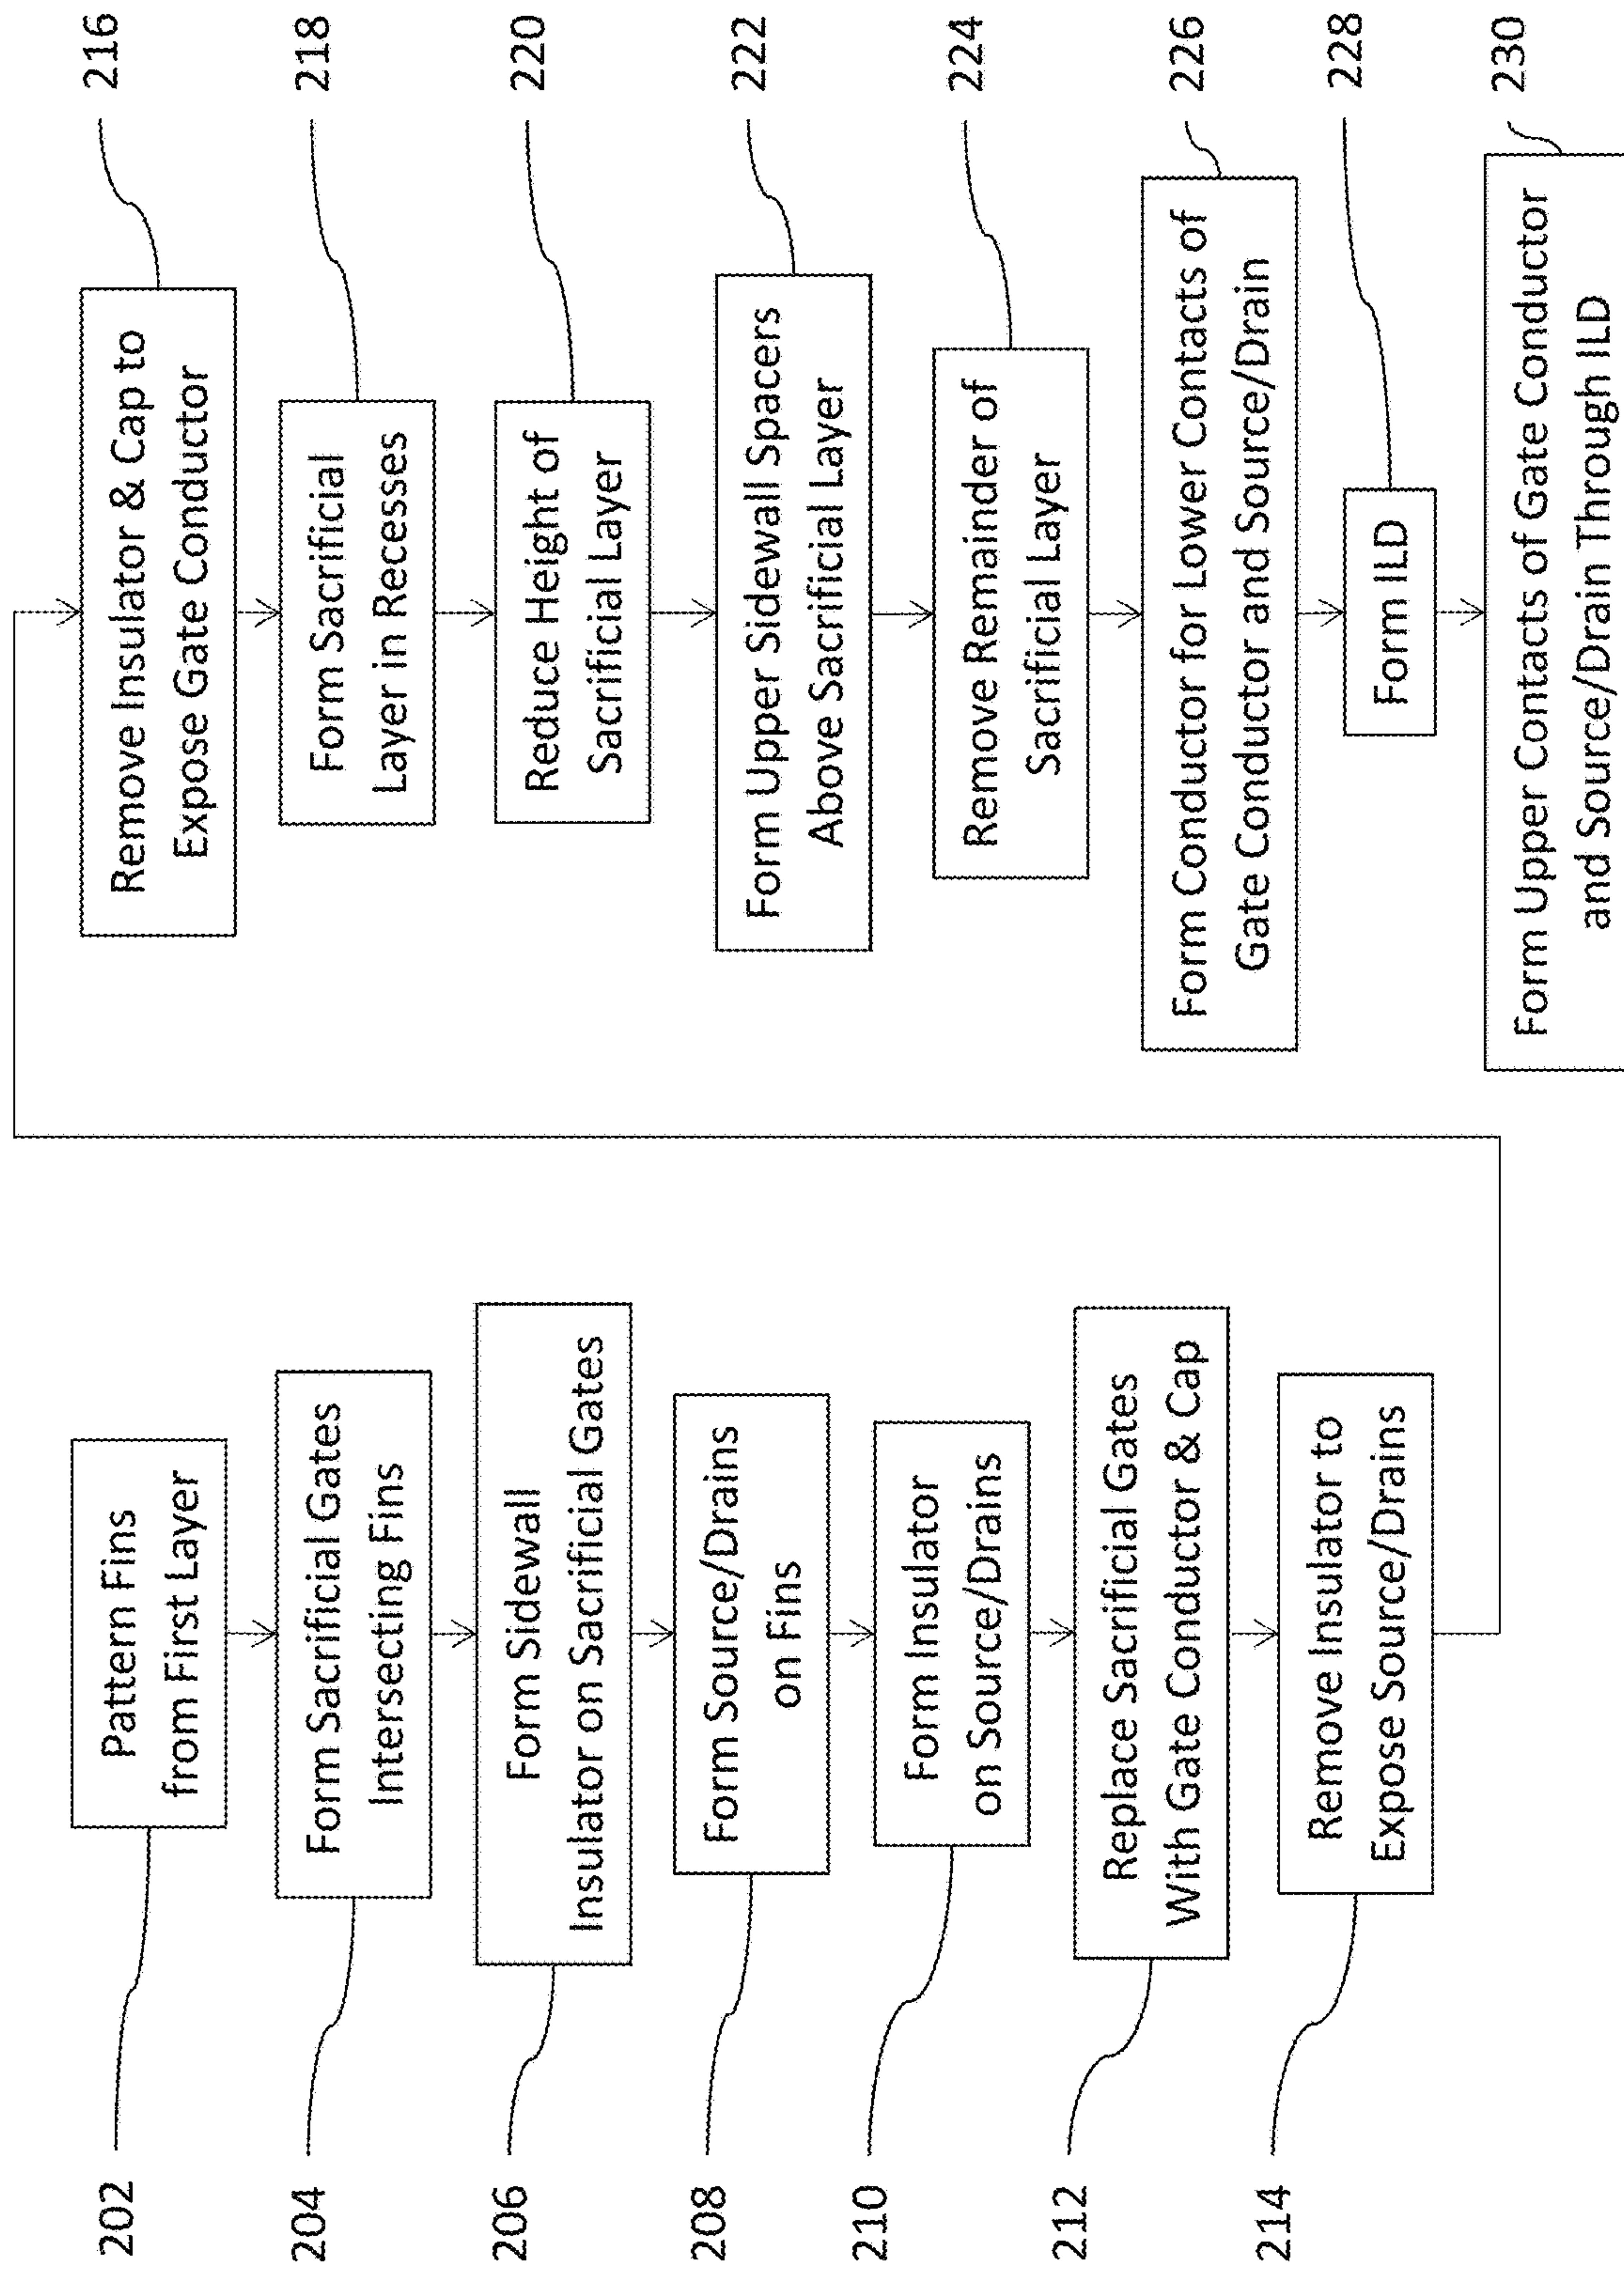 202
Pattern Fins
from First Layer
204
Form Sacrificial Gates
Intersecting Fins
206
Form Sidewall
Insulator on Sacrificial Gates
208
Form Source/Drains
on Fins
210
Form Insulator
on Source/Drains
212
Replace Sacrificial Gates
With Gate Conductor & Cap
214
Remove Insulator to
Expose Source/Drains
216
Remove Insulator & Cap to
Expose Gate Conductor
218
Form Sacrificial
Layer in Recesses
220
Reduce Height of
Sacrificial Layer
222
Form Upper Sidewall Spacers
Above Sacrificial Layer
224
Remove Remainder of
Sacrificial Layer
226
Form Conductor for Lower Contacts of
Gate Conductor and Source/Drain
228
Form ILD
230
Form Upper Contacts of Gate Conductor
and Source/Drain Through ILD